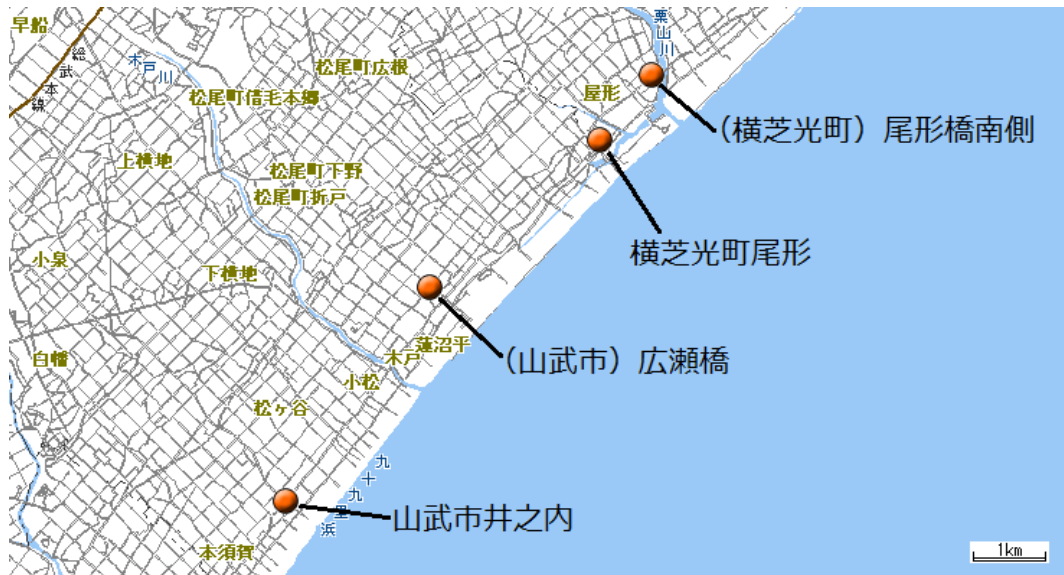 早船
総武本線
木戸川
松尾町広根
松尾町借毛本郷
栗山川
屋形
(横芝光町)尾形橋南側
上横地
松尾町下野
松尾町折戸
横芝光町尾形
小泉
下横地
白幡
木戸
蓮沼平
(山武市)広瀬橋
小松
松ヶ谷
九十九里浜
山武市井之内
本須賀
1km